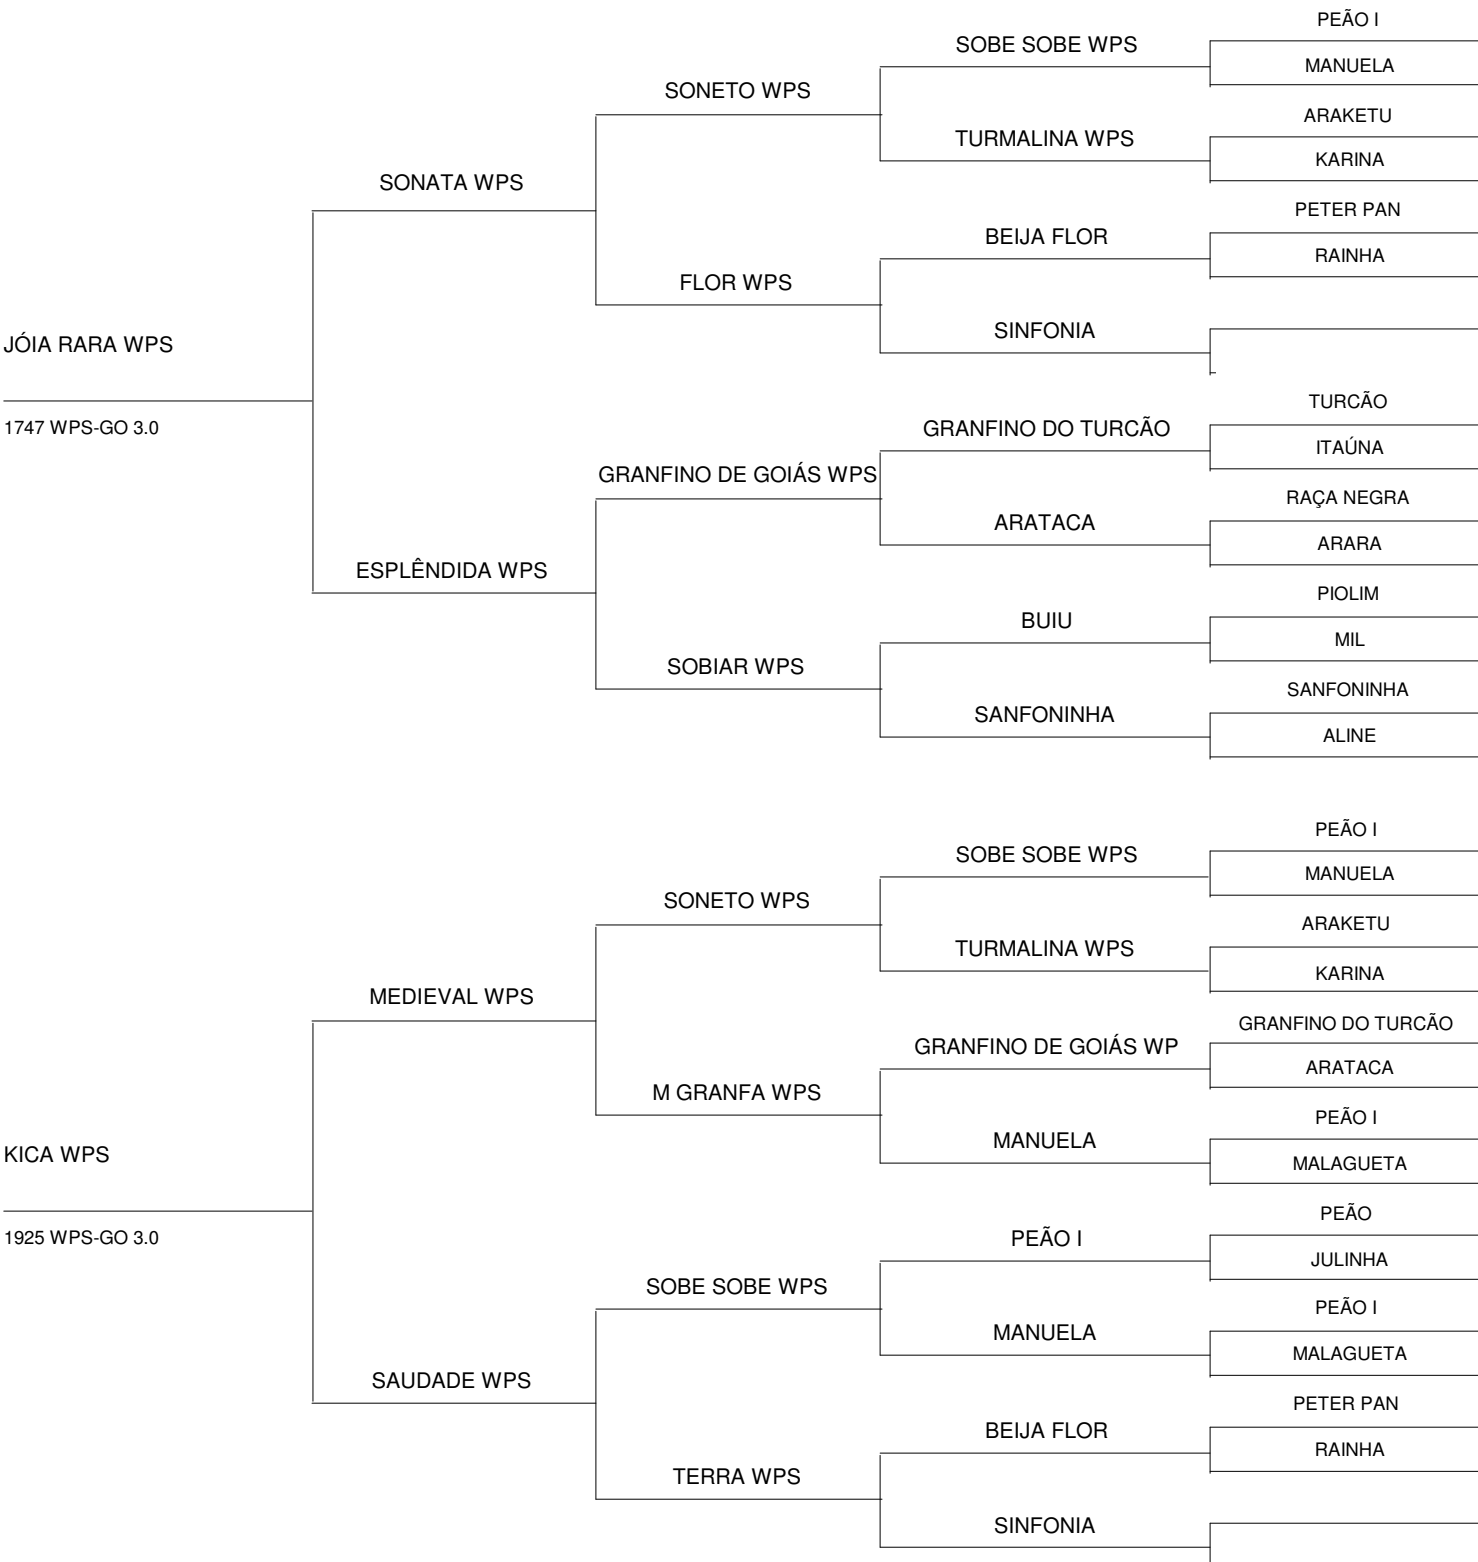 PEÃO I
SOBE SOBE WPS
MANUELA
SONETO WPS
ARAKETU
TURMALINA WPS
KARINA
SONATA WPS
PETER PAN
BEIJA FLOR
RAINHA
FLOR WPS
SINFONIA
JÓIA RARA WPS
TURCÃO
1747 WPS-GO 3.0
GRANFINO DO TURCÃO
ITAÚNA
GRANFINO DE GOIÁS WPS
RAÇA NEGRA
ARATACA
ARARA
ESPLÊNDIDA WPS
PIOLIM
BUIU
MIL
SOBIAR WPS
SANFONINHA
SANFONINHA
ALINE
PEÃO I
SOBE SOBE WPS
MANUELA
SONETO WPS
ARAKETU
TURMALINA WPS
KARINA
MEDIEVAL WPS
GRANFINO DO TURCÃO
GRANFINO DE GOIÁS WP
ARATACA
M GRANFA WPS
PEÃO I
MANUELA
KICA WPS
MALAGUETA
PEÃO
1925 WPS-GO 3.0
PEÃO I
JULINHA
SOBE SOBE WPS
PEÃO I
MANUELA
MALAGUETA
SAUDADE WPS
PETER PAN
BEIJA FLOR
RAINHA
TERRA WPS
SINFONIA